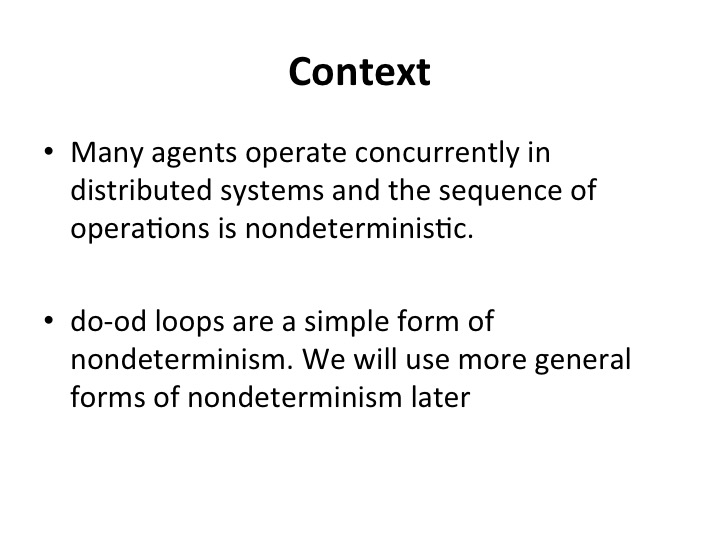 Context
• Many agents operate concurrently in
distributed systems and the sequence of
operations is nondeterministic.
• do-od loops are a simple form of
nondeterminism. We will use more general
forms of nondeterminism later